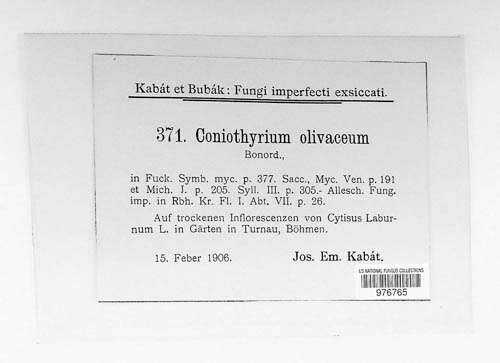 Kabát et Bubák: Fungi imperfecti exsiccati.
371. Coniothyrium olivaceum
Bonord.,
in Fuck. Symb. myc. p. 377. Sacc., Myc. Ven. p. 191
et Mich. I. p. 205. Syll. III. p. 305.- Allesch. Fung.
imp. in Rbh. Kr. Fl. I. Abt. VII. p. 26.
Auf trockenen Inflorescenzen von Cytisus Labur-
num L. in Gärten in Turnau, Böhmen.
15. Feber 1906. Jos. Em. Kabát.
US NATIONAL FUNGUS COLLECTIONS
976765